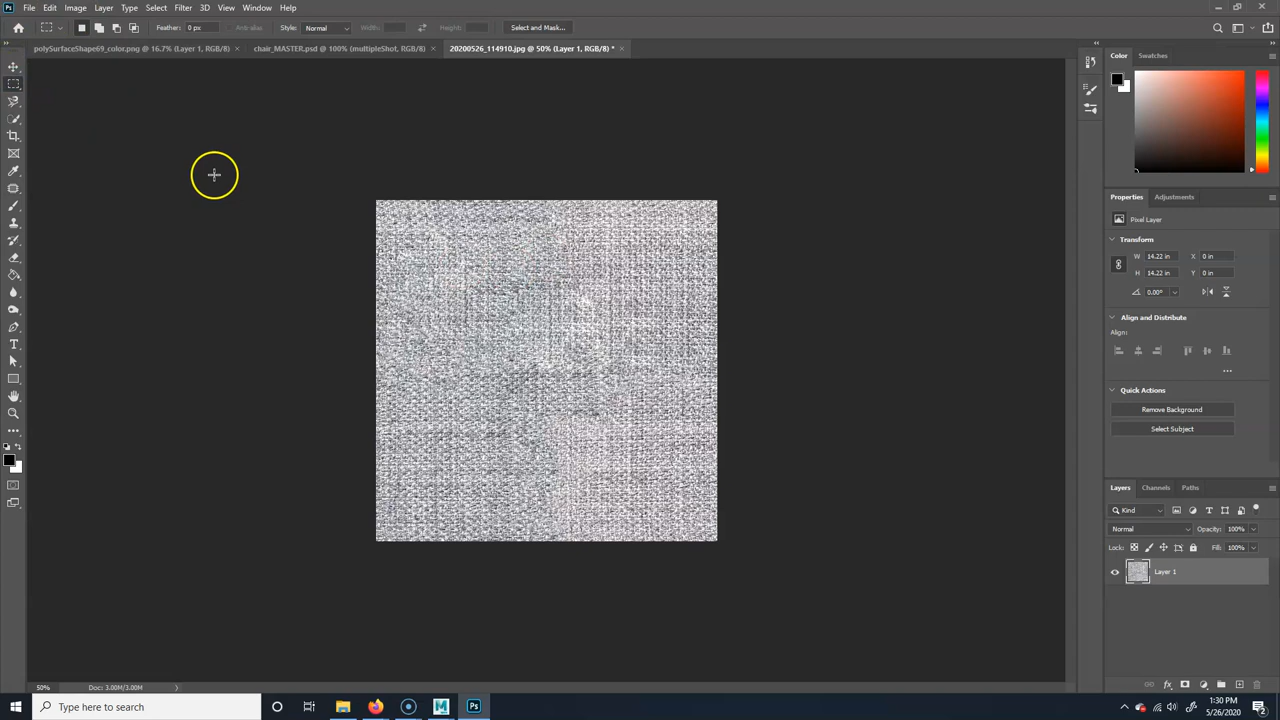 Ps File Edit Image Layer Type Select Filter 3D View Window Help
Feather: 0 px Anti-alias Style: Normal Width: Height: Select and Mask...
polySurfaceShape69_color.png @ 16.7% (Layer 1, RGB/8) × chair_MASTER.psd @ 100% (multipleShot, RGB/8) × 20200526_114910.jpg @ 50% (Layer 1, RGB/8) * ×
Color Swatches
Properties Adjustments
Pixel Layer
Transform
W 14.22 in X 0 in
H 14.22 in Y 0 in
0.00°
Align and Distribute
Align:
Quick Actions
Remove Background
Select Subject
Layers Channels Paths
Kind
Normal Opacity: 100%
Lock: Fill: 100%
Layer 1
50% Doc: 3.00M/3.00M
Type here to search
M Ps
1:30 PM
5/26/2020
2